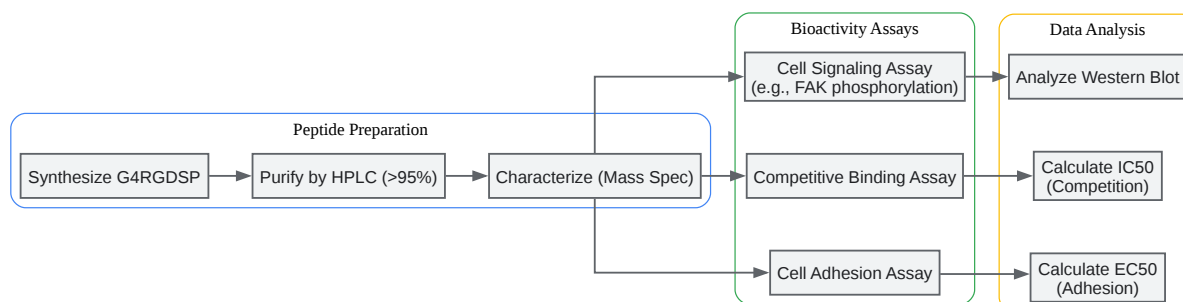 Bioactivity Assays
Data Analysis
Cell Signaling Assay
(e.g., FAK phosphorylation)
Analyze Western Blot
Peptide Preparation
Synthesize G4RGDSP
Purify by HPLC (>95%)
Characterize (Mass Spec)
Competitive Binding Assay
Calculate IC50
(Competition)
Cell Adhesion Assay
Calculate EC50
(Adhesion)